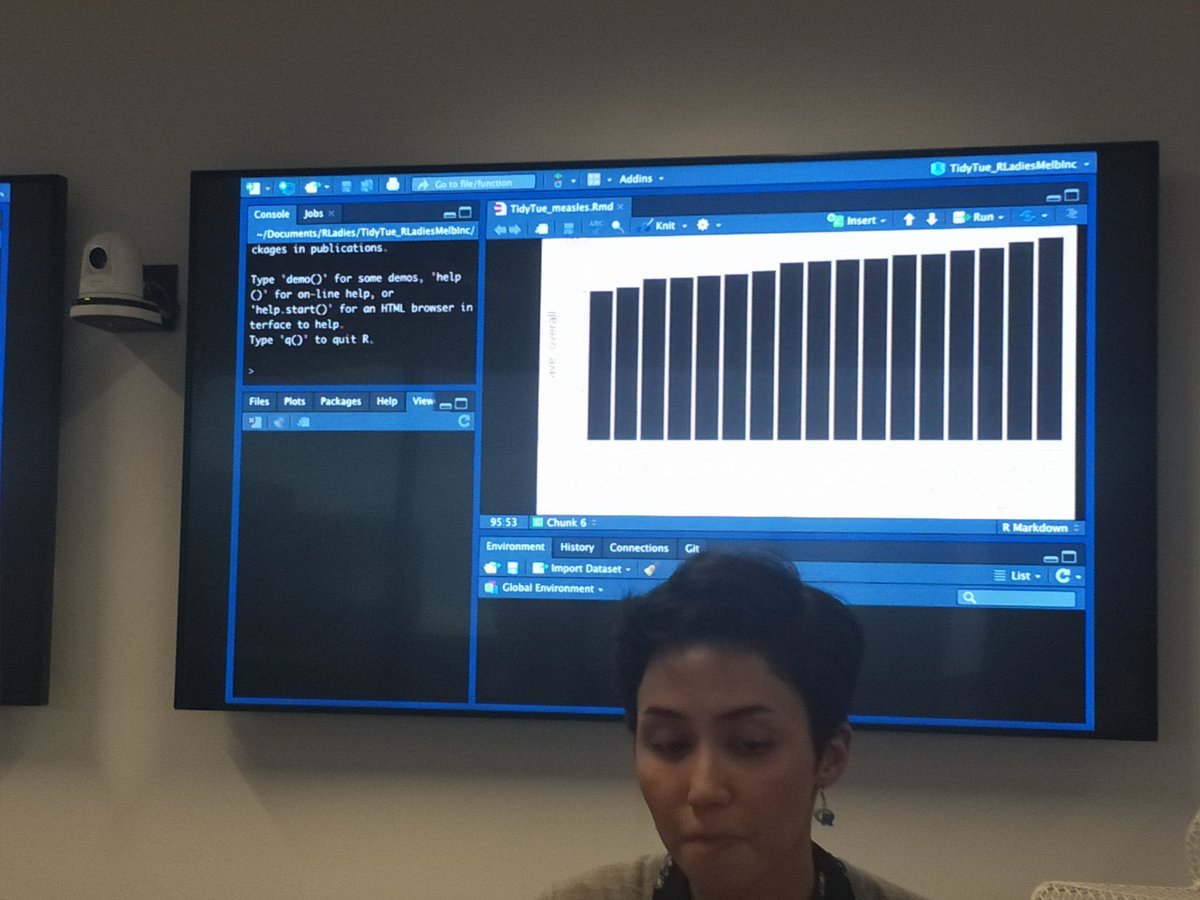 Go to file/function
Addins
TidyTue_RLadiesMelbInc
Console
Jobs
~/Documents/RLadies/TidyTue_RLadiesMelbInc/
ckages in publications.
Type 'demo()' for some demos, 'help
()' for on-line help, or
'help.start()' for an HTML browser in
terface to help.
Type 'q()' to quit R.
>
Files
Plots
Packages
Help
View
TidyTue_measles.Rmd
ABC
Knit
Insert
Run
ave overall
95:53
Chunk 6
R Markdown
Environment
History
Connections
Git
Import Dataset
List
Global Environment
R